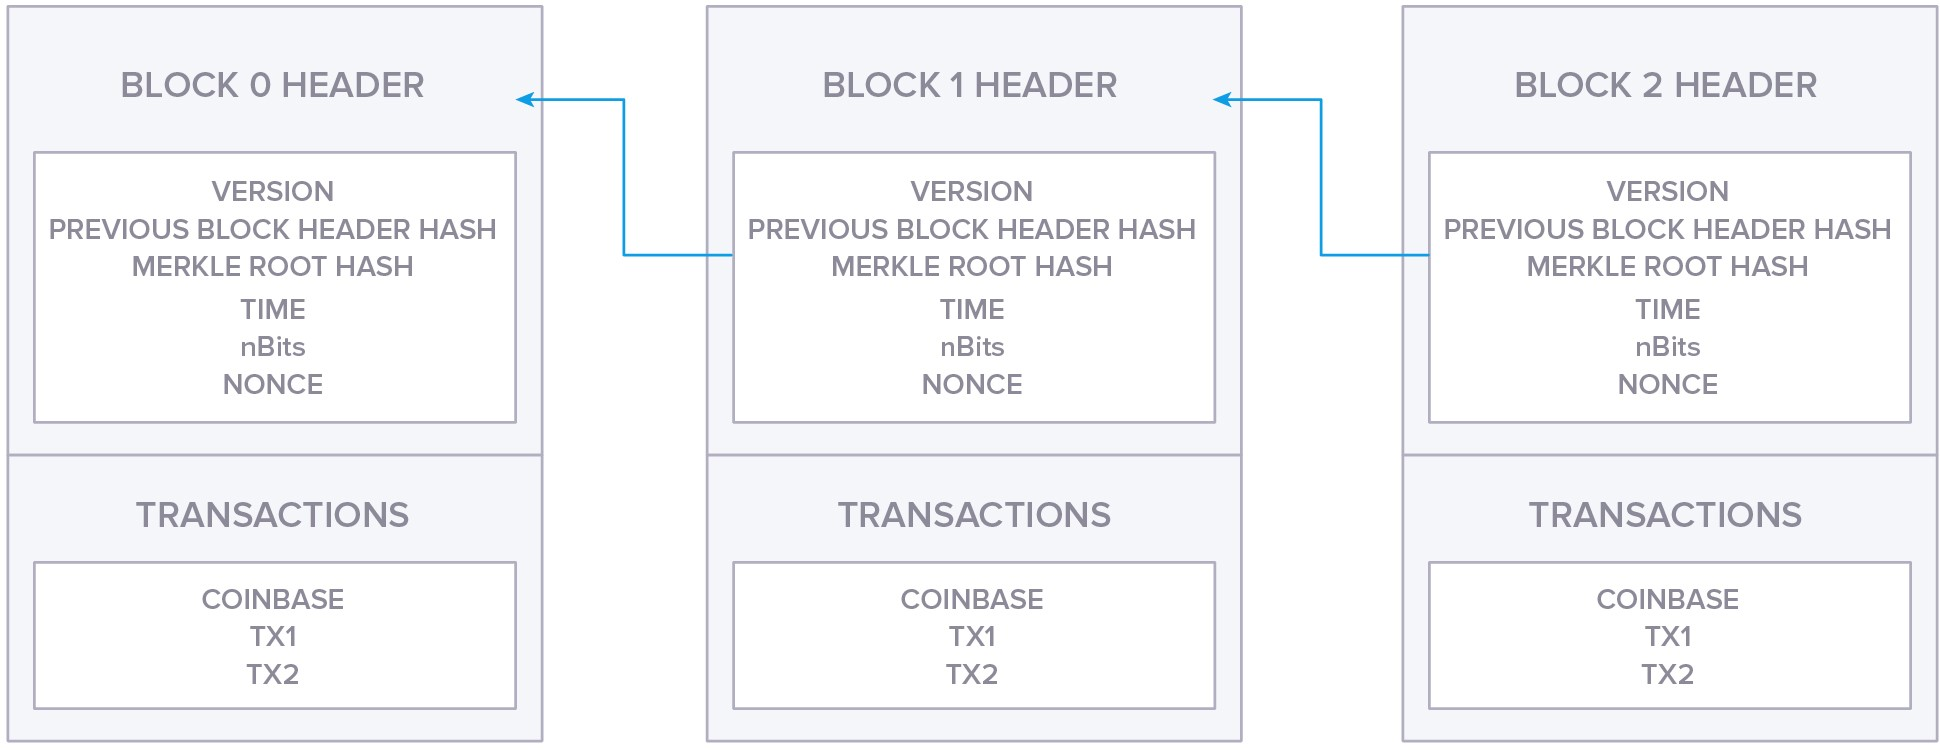 BLOCK 0 HEADER
VERSION
PREVIOUS BLOCK HEADER HASH
MERKLE ROOT HASH
TIME
nBits
NONCE
TRANSACTIONS
COINBASE
TX1
TX2
BLOCK 1 HEADER
VERSION
PREVIOUS BLOCK HEADER HASH
MERKLE ROOT HASH
TIME
nBits
NONCE
TRANSACTIONS
COINBASE
TX1
TX2
BLOCK 2 HEADER
VERSION
PREVIOUS BLOCK HEADER HASH
MERKLE ROOT HASH
TIME
nBits
NONCE
TRANSACTIONS
COINBASE
TX1
TX2